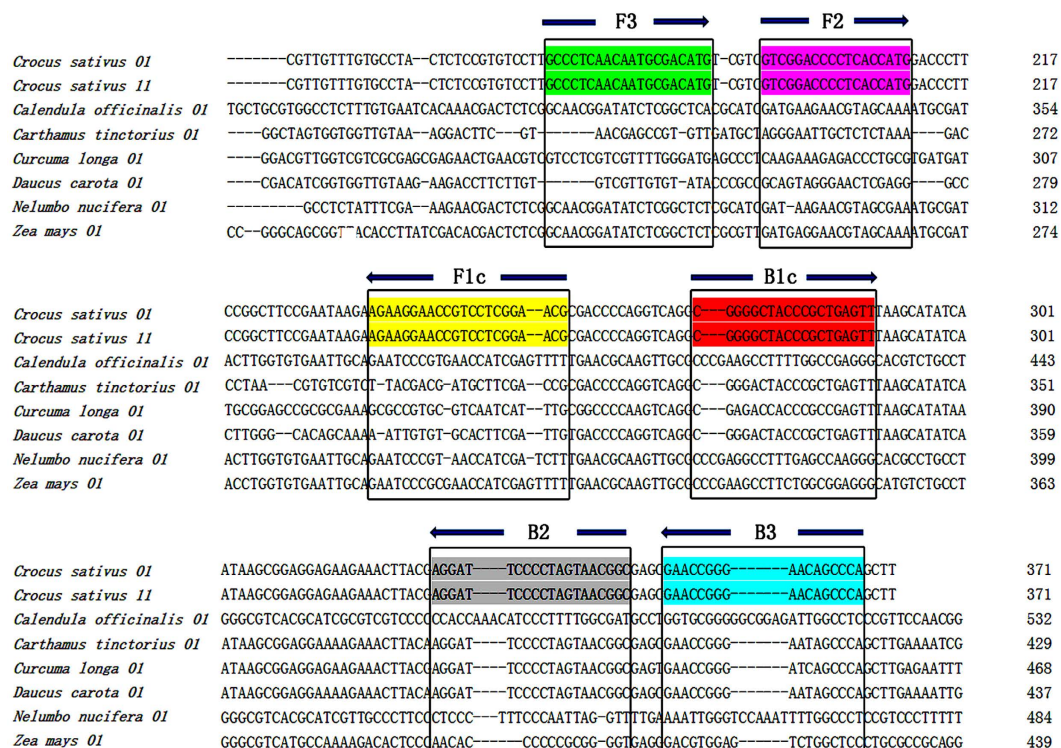 F3 F2
Crocus sativus 01 -------CGTTGTTTGTGCCTA--CTCTCCGTGTCCTTGCCCTCAACAATGCGACATGT-CGTCGTCGGACCCCTCACCATGGACCCTT 217
Crocus sativus 11 -------CGTTGTTTGTGCCTA--CTCTCCGTGTCCTTGCCCTCAACAATGCGACATGT-CGTCGTCGGACCCCTCACCATGGACCCTT 217
Calendula officinalis 01 TGCTGCGTGGCCTCTTTGTGAATCACAAACGACTCTCGGCAACGGATATCTCGGCTCACGCATCGATGAAGAACGTAGCAAAATGCGAT 354
Carthamus tinctorius 01 ----GGCTAGTGGTGGTTGTAA--AGGACTTC--GT-------AACGAGCCGT-GTTGATGCTAGGGAATTGCTCTCTAAA----GAC 272
Curcuma longa 01 ----GGACGTTGGTCGTCGCGAGCGAGAACTGAACGTCGTCCTCGTCGTTTTGGGATGAGCCCTCAAGAAAGAGACCCTGCGTGATGAT 307
Daucus carota 01 ----CGACATCGGTGGTTGTAAG-AAGACCTTCTTGT-------GTCGTTGTGT-ATACCCGCCGCAGTAGGGAACTCGAGG----GCC 279
Nelumbo nucifera 01 ---------GCCTCTATTTCGA--AAGAACGACTCTCGGCAACGGATATCTCGGCTCTCGCATCGAT-AAGAACGTAGCGAAATGCGAT 312
Zea mays 01 CC--GGGCAGCGGT ACACCTTATCGACACGACTCTCGGCAACGGATATCTCGGCTCTCGCGTTGATGAGGAACGTAGCAAAATGCGAT 274
F1c B1c
Crocus sativus 01 CCGGCTTCCGAATAAGAAGAAGGAACCGTCCTCGGA--ACGCGACCCCAGGTCAGGC---GGGGCTACCCGCTGAGTTTAAGCATATCA 301
Crocus sativus 11 CCGGCTTCCGAATAAGAAGAAGGAACCGTCCTCGGA--ACGCGACCCCAGGTCAGGC---GGGGCTACCCGCTGAGTTTAAGCATATCA 301
Calendula officinalis 01 ACTTGGTGTGAATTGCAGAATCCCGTGAACCATCGAGTTTTTGAACGCAAGTTGCGCCCGAAGCCTTTTGGCCGAGGGCACGTCTGCCT 443
Carthamus tinctorius 01 CCTAA---CGTGTCGTCT-TACGACG-ATGCTTCGA--CCGCGACCCCAGGTCAGGC---GGGACTACCCGCTGAGTTTAAGCATATCA 351
Curcuma longa 01 TGCGGAGCCGCGCGAAAGCGCCGTGC-GTCAATCAT--TTGCGGCCCCAAGTCAGGC---GAGACCACCCGCCGAGTTTAAGCATATAA 390
Daucus carota 01 CTTGGG--CACAGCAAAA-ATTGTGT-GCACTTCGA--TTGTGACCCCAGGTCAGGC---GGGACTACCCGCTGAGTTTAAGCATATCA 359
Nelumbo nucifera 01 ACTTGGTGTGAATTGCAGAATCCCGT-AACCATCGA-TCTTTGAACGCAAGTTGCGCCCGAGGCCTTTGAGCCAAGGGCACGCCTGCCT 399
Zea mays 01 ACCTGGTGTGAATTGCAGAATCCCGCGAACCATCGAGTTTTTGAACGCAAGTTGCGCCCGAAGCCTTCTGGCGGAGGGCATGTCTGCCT 363
B2 B3
Crocus sativus 01 ATAAGCGGAGGAGAAGAAACTTACGAGGAT----TCCCCTAGTAACGGCGAGCGAACCGGG-------AACAGCCCAGCTT 371
Crocus sativus 11 ATAAGCGGAGGAGAAGAAACTTACGAGGAT----TCCCCTAGTAACGGCGAGCGAACCGGG-------AACAGCCCAGCTT 371
Calendula officinalis 01 GGGCGTCACGCATCGCGTCGTCCCCCCACCAAACATCCCTTTTGGCGATGCCTGGTGCGGGGGCGGAGATTGGCCTCCCGTTCCAACGG 532
Carthamus tinctorius 01 ATAAGCGGAGGAAAAGAAACTTACAAGGAT----TCCCCTAGTAACGGCGAGCGAACCGGG-------AATAGCCCAGCTTGAAAATCG 429
Curcuma longa 01 ATAAGCGGAGGAGAAGAAACTTACGAGGAT----TCCCCTAGTAACGGCGAGTGAACCGGG-------ATCAGCCCAGCTTGAGAATTT 468
Daucus carota 01 ATAAGCGGAGGAAAAGAAACTTACAAGGAT----TCCCCTAGTAACGGCGAGCGAACCGGG-------AATAGCCCAGCTTGAAAATTG 437
Nelumbo nucifera 01 GGGCGTCACGCATCGTTGCCCTTCCCTCCC---TTTCCCAATTAG-GTTTTGAAAATTGGGTCCAAATTTTGGCCCTCCGTCCCTTTTT 484
Zea mays 01 GGGCGTCATGCCAAAAGACACTCCCAACAC----CCCCCGCGG-GGTGAGGGACGTGGAG-------TCTGGCTCCCTGCGCCGCAGG 439